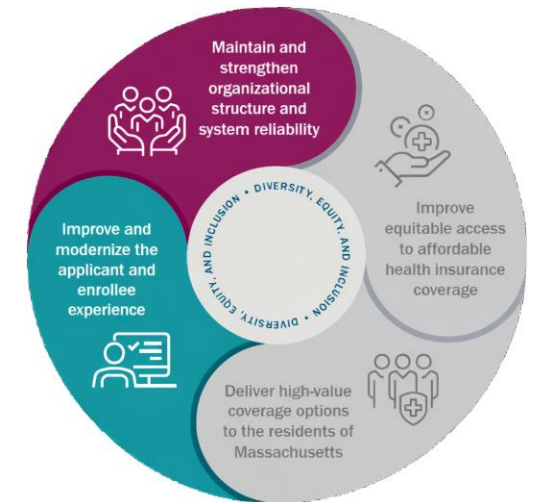 Maintain and
strengthen
organizational
structure and
system reliability
Improve
equitable access
to affordable
health insurance
coverage
Deliver high-value
coverage options
to the residents of
Massachusetts
Improve and
modernize the
applicant and
enrollee
experience
DIVERSITY, EQUITY, AND INCLUSION • DIVERSITY, EQUITY, AND INCLUSION •